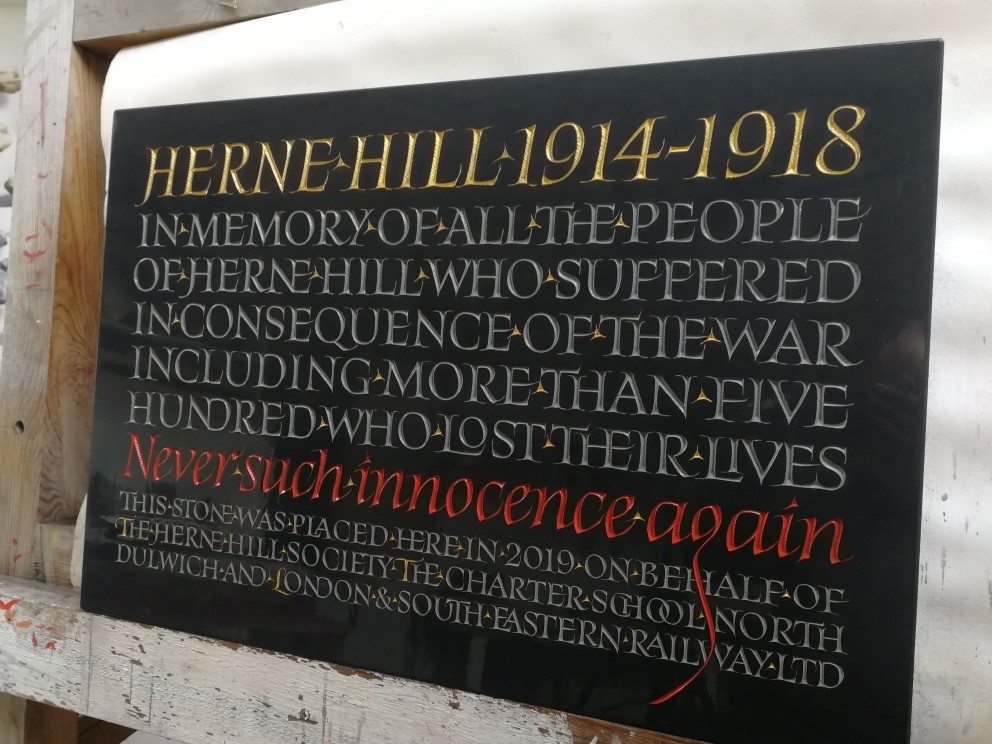 HERNE HILL 1914-1918
IN MEMORY OF ALL THE PEOPLE
OF HERNE HILL WHO SUFFERED
IN CONSEQUENCE OF THE WAR
INCLUDING MORE THAN FIVE
HUNDRED WHO LOST THEIR LIVES
Never such innocence again
THIS STONE WAS PLACED HERE IN 2019 ON BEHALF OF
THE HERNE HILL SOCIETY THE CHARTER SCHOOL NORTH
DULWICH AND LONDON & SOUTH EASTERN RAILWAY LTD